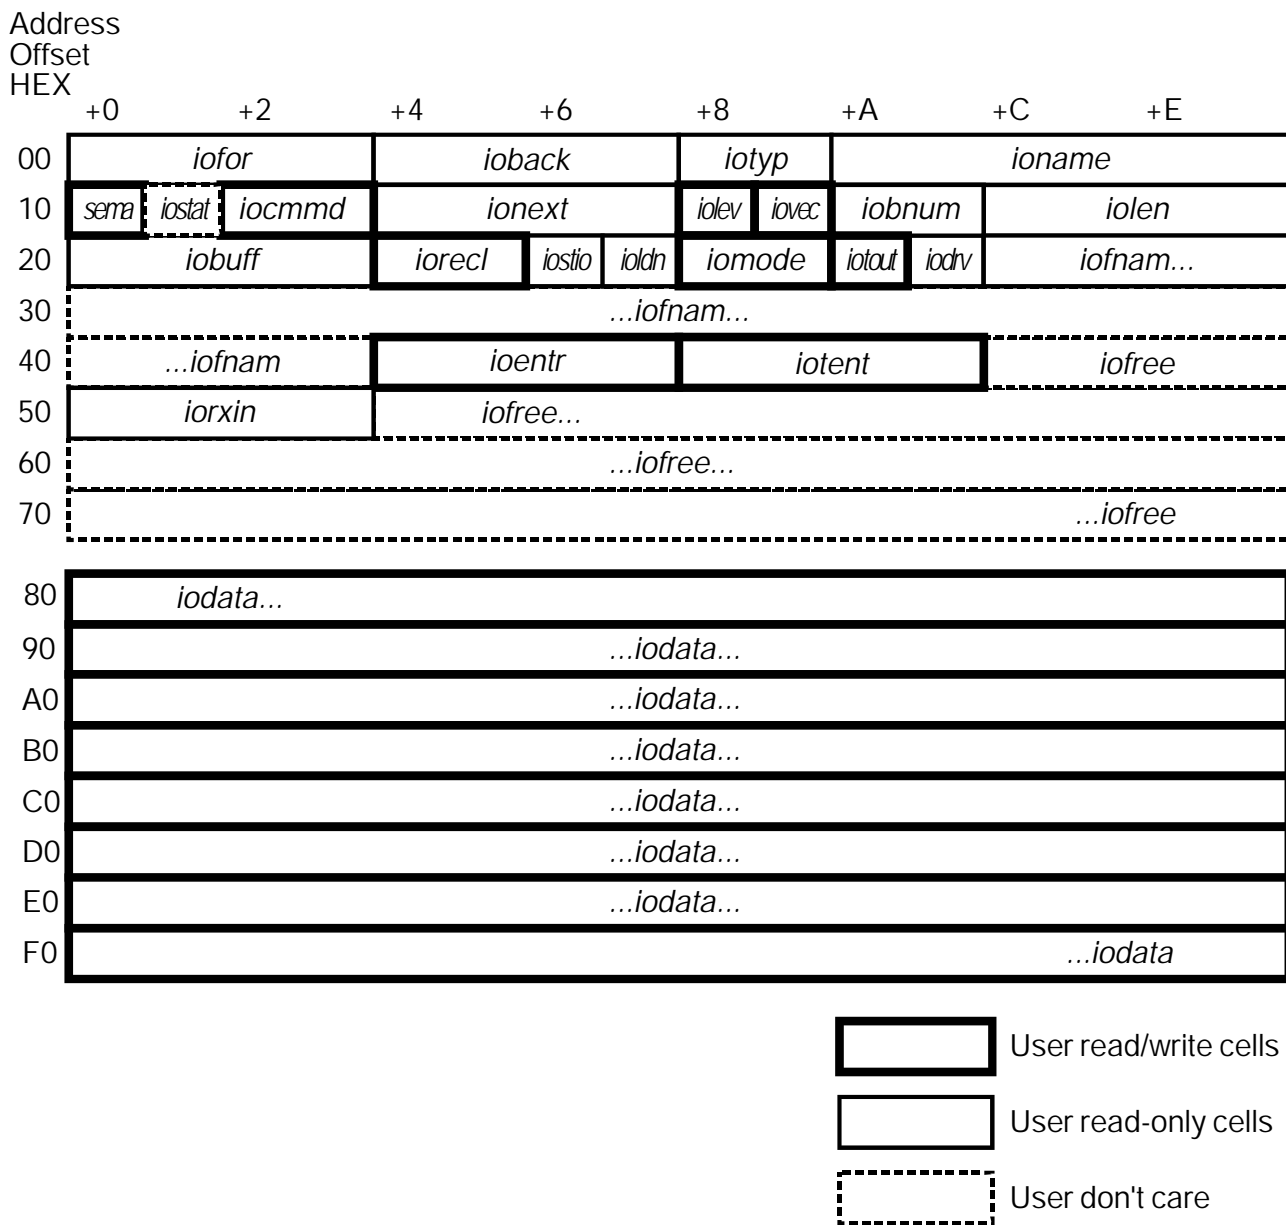 Address
Offset
HEX
+0 +2 +4 +6 +8 +A +C +E
00 iofor ioback iotyp ioname
10 sema iostat iocmmd ionext iolev iovec iobnum iolen
20 iobuff iorecl iostio ioldn iomode iotout iodrv iofnam...
30 ...iofnam...
40 ...iofnam ioentr iotent iofree
50 iorxin iofree...
60 ...iofree...
70 ...iofree
80 iodata...
90 ...iodata...
A0 ...iodata...
B0 ...iodata...
C0 ...iodata...
D0 ...iodata...
E0 ...iodata...
F0 ...iodata
User read/write cells
User read-only cells
User don't care